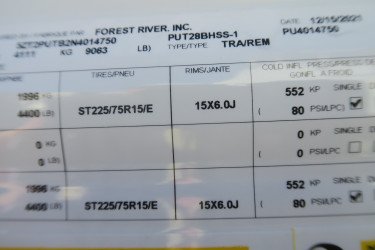 FOREST RIVER, INC. DATE 12/15/2021
5ZT2PUTB2N4014750 PUT28BHSS-1 PU4014750
4111 KG 9063 LB) TYPE/TYPE TRA/REM
TIRES/PNEU RIMS/JANTE COLD INFL PRESS/PRESS DE
GONFL A FROID
1996 KG 552 KP SINGLE
4400 LB) ST225/75R15/E 15X6.0J ( 80 PSI/LPC)
0 KG 0 KP SINGLE
( 0 LB) ( 0 PSI/LPC)
1996 KG 552 KP SINGLE
4400 LB) ST225/75R15/E 15X6.0J ( 80 PSI/LPC)